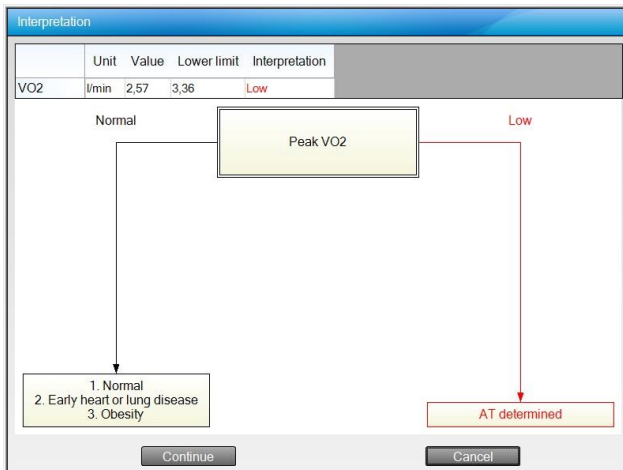 Interpretation
Unit Value Lower limit Interpretation
VO2 l/min 2,57 3,36 Low
Normal
Peak VO2
Low
1. Normal
2. Early heart or lung disease
3. Obesity
AT determined
Continue
Cancel